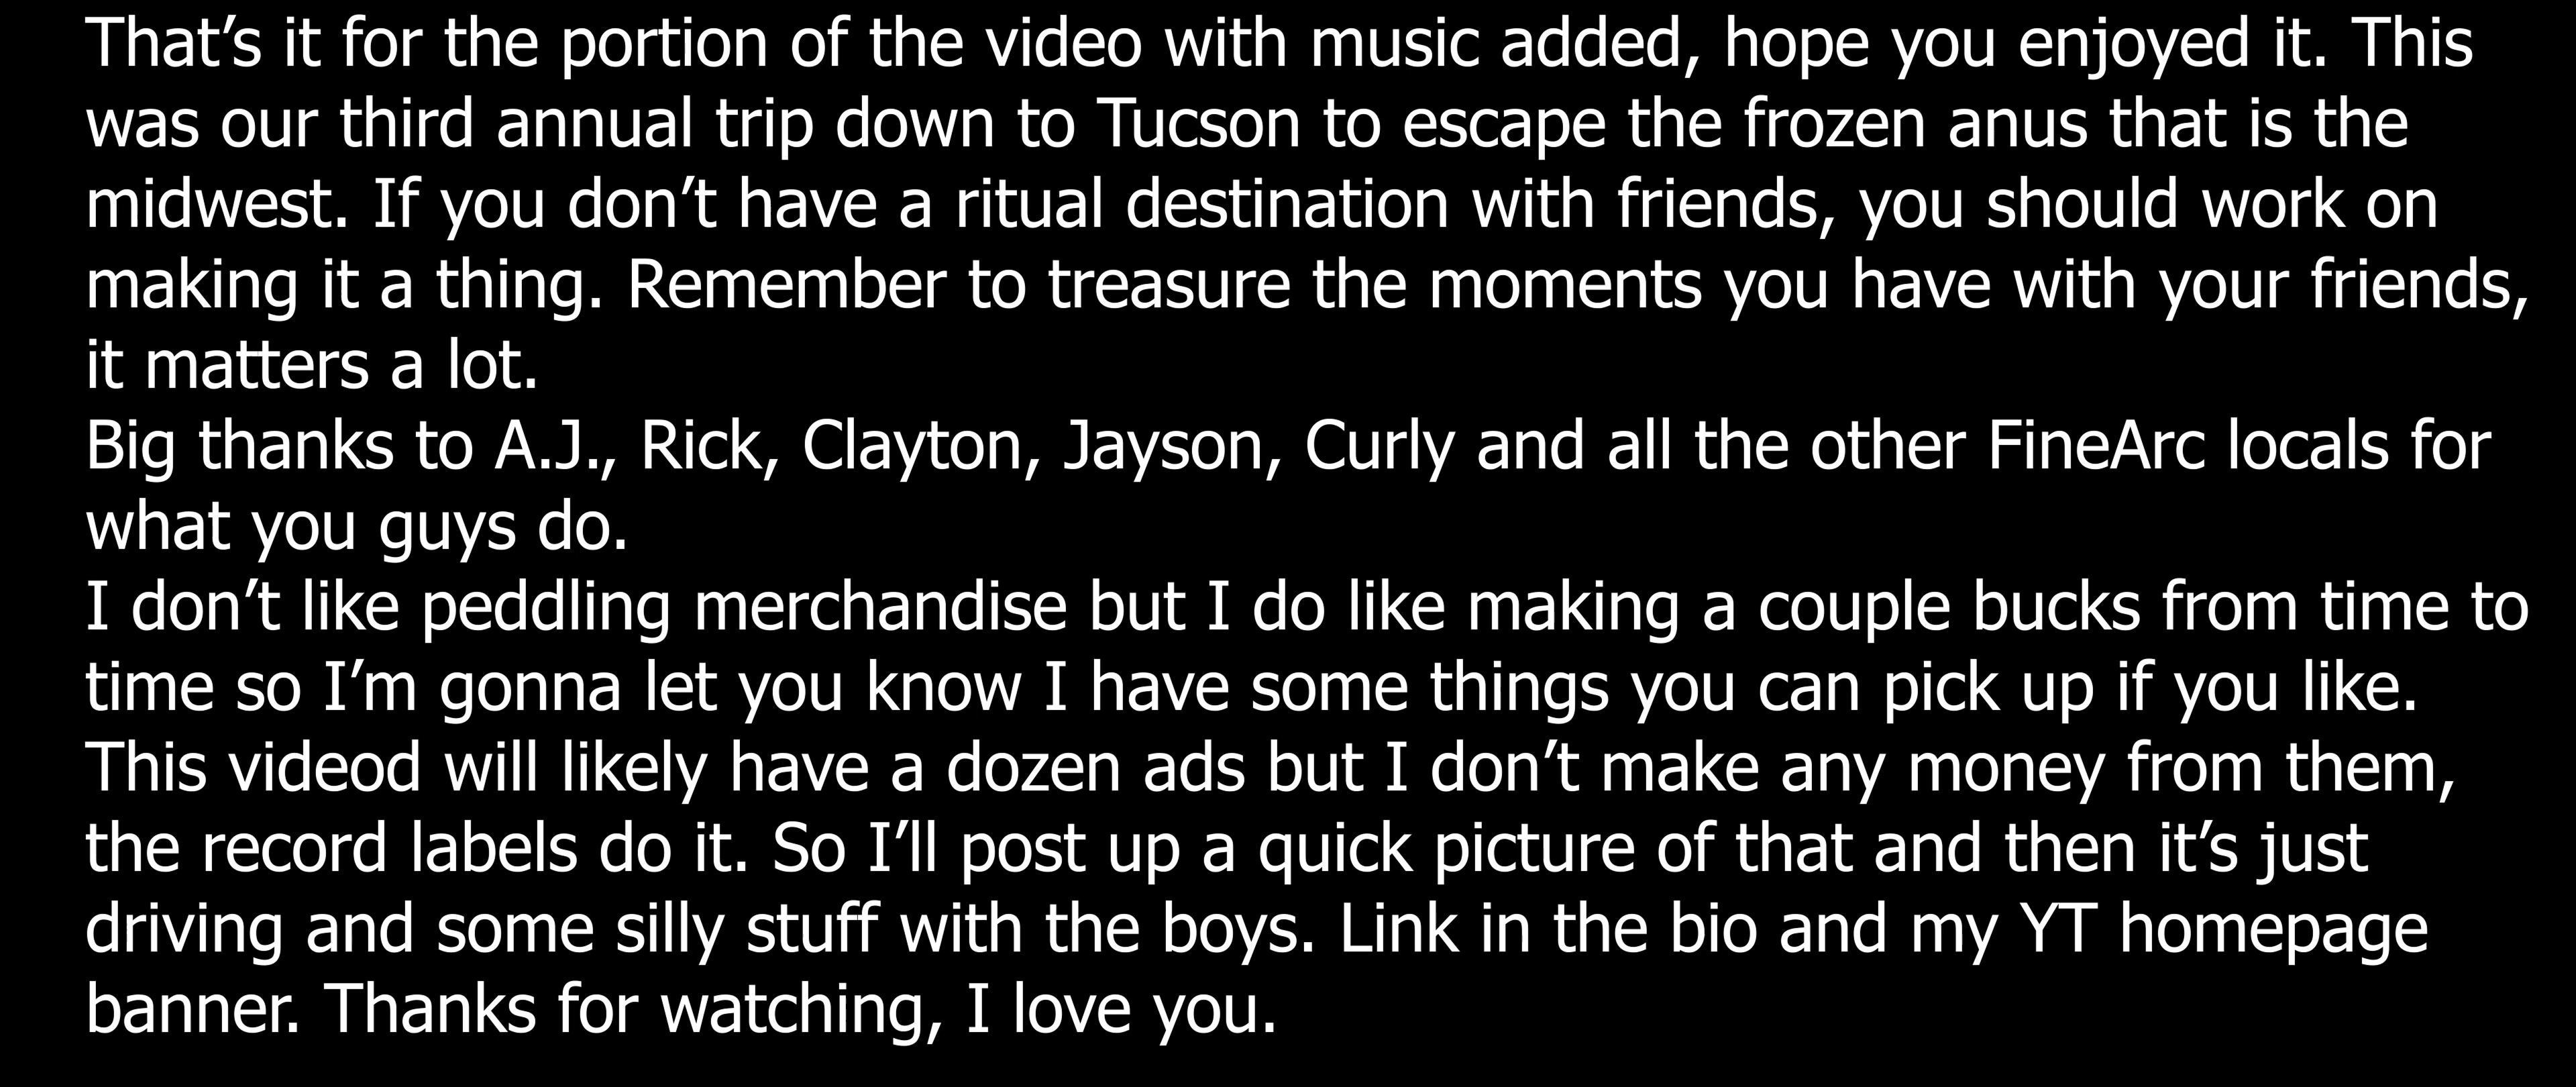 That’s it for the portion of the video with music added, hope you enjoyed it. This
was our third annual trip down to Tucson to escape the frozen anus that is the
midwest. If you don’t have a ritual destination with friends, you should work on
making it a thing. Remember to treasure the moments you have with your friends,
it matters a lot.
Big thanks to A.J., Rick, Clayton, Jayson, Curly and all the other FineArc locals for
what you guys do.
I don’t like peddling merchandise but I do like making a couple bucks from time to
time so I’m gonna let you know I have some things you can pick up if you like.
This videod will likely have a dozen ads but I don’t make any money from them,
the record labels do it. So I’ll post up a quick picture of that and then it’s just
driving and some silly stuff with the boys. Link in the bio and my YT homepage
banner. Thanks for watching, I love you.